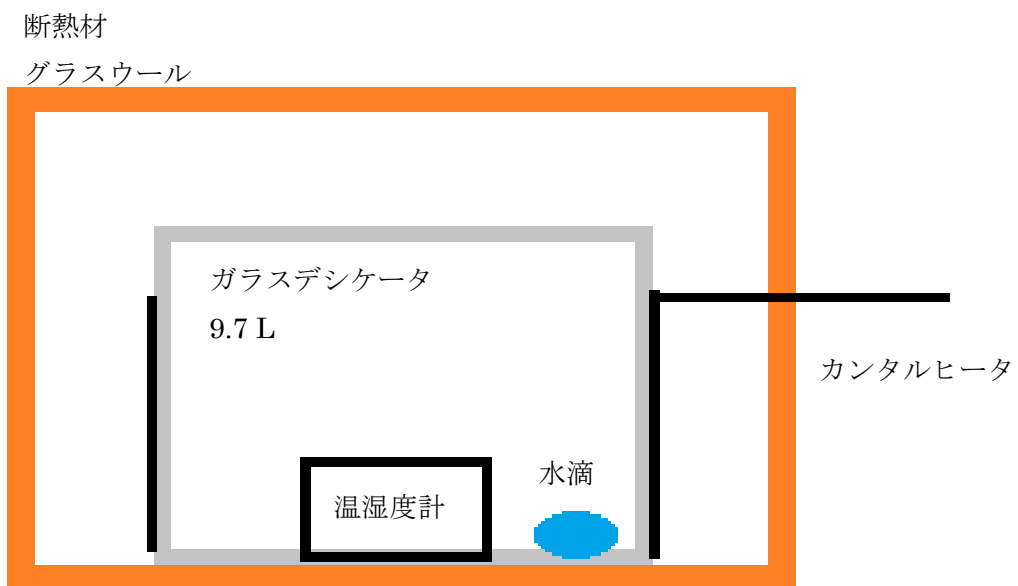 断熱材
グラスウール
ガラスデシケータ
9.7 L
カンタルヒータ
水滴
温湿度計